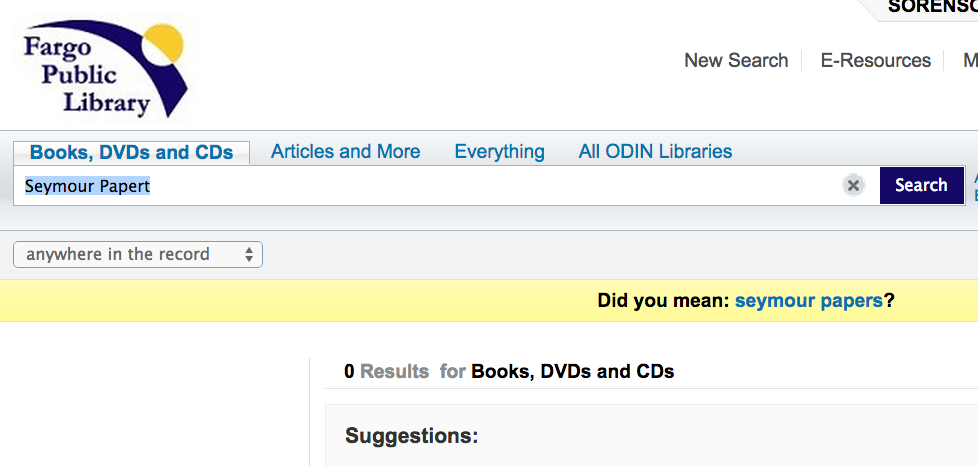 SORENSO
Fargo
Public
Library
New Search
E-Resources
M
Books, DVDs and CDs
Articles and More
Everything
All ODIN Libraries
Seymour Papert
Search
anywhere in the record
Did you mean: seymour papers?
0 Results for Books, DVDs and CDs
Suggestions: